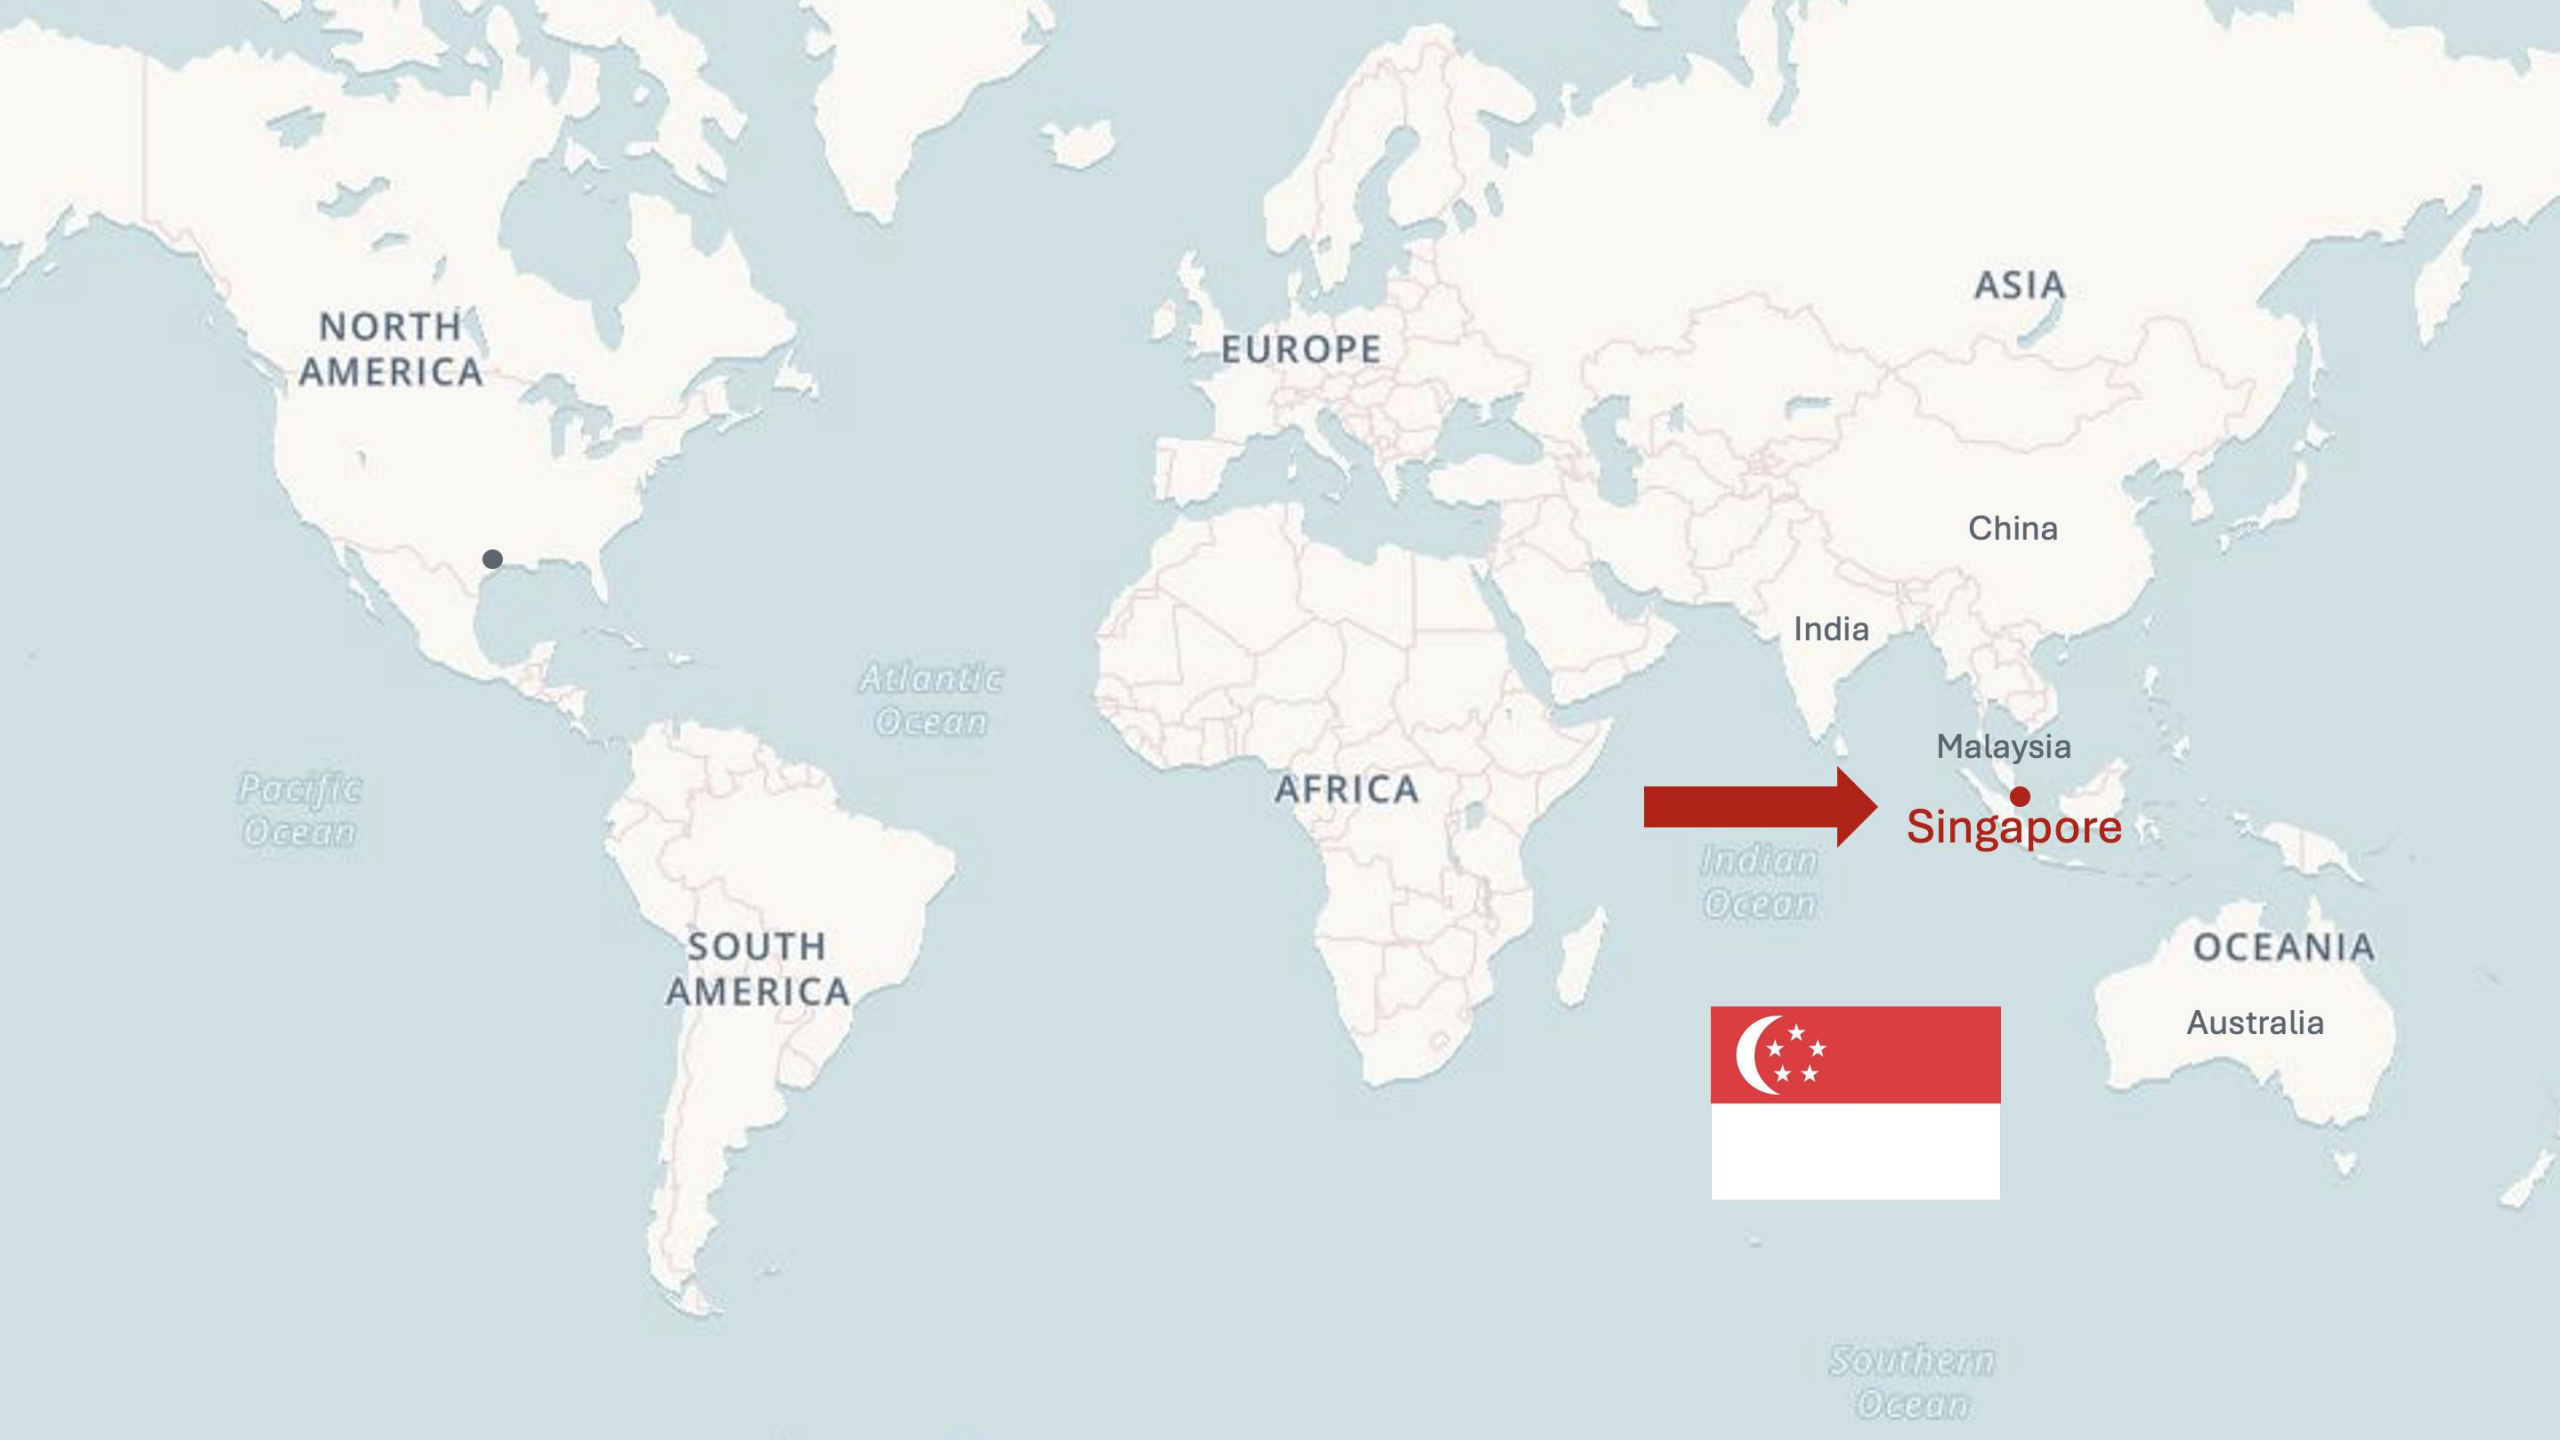 ASIA
NORTH
AMERICA
EUROPE
China
India
Atlantic
Ocean
Malaysia
Pacific
Ocean
AFRICA
Singapore
Indian
Ocean
SOUTH
AMERICA
OCEANIA
Australia
Southern
Ocean